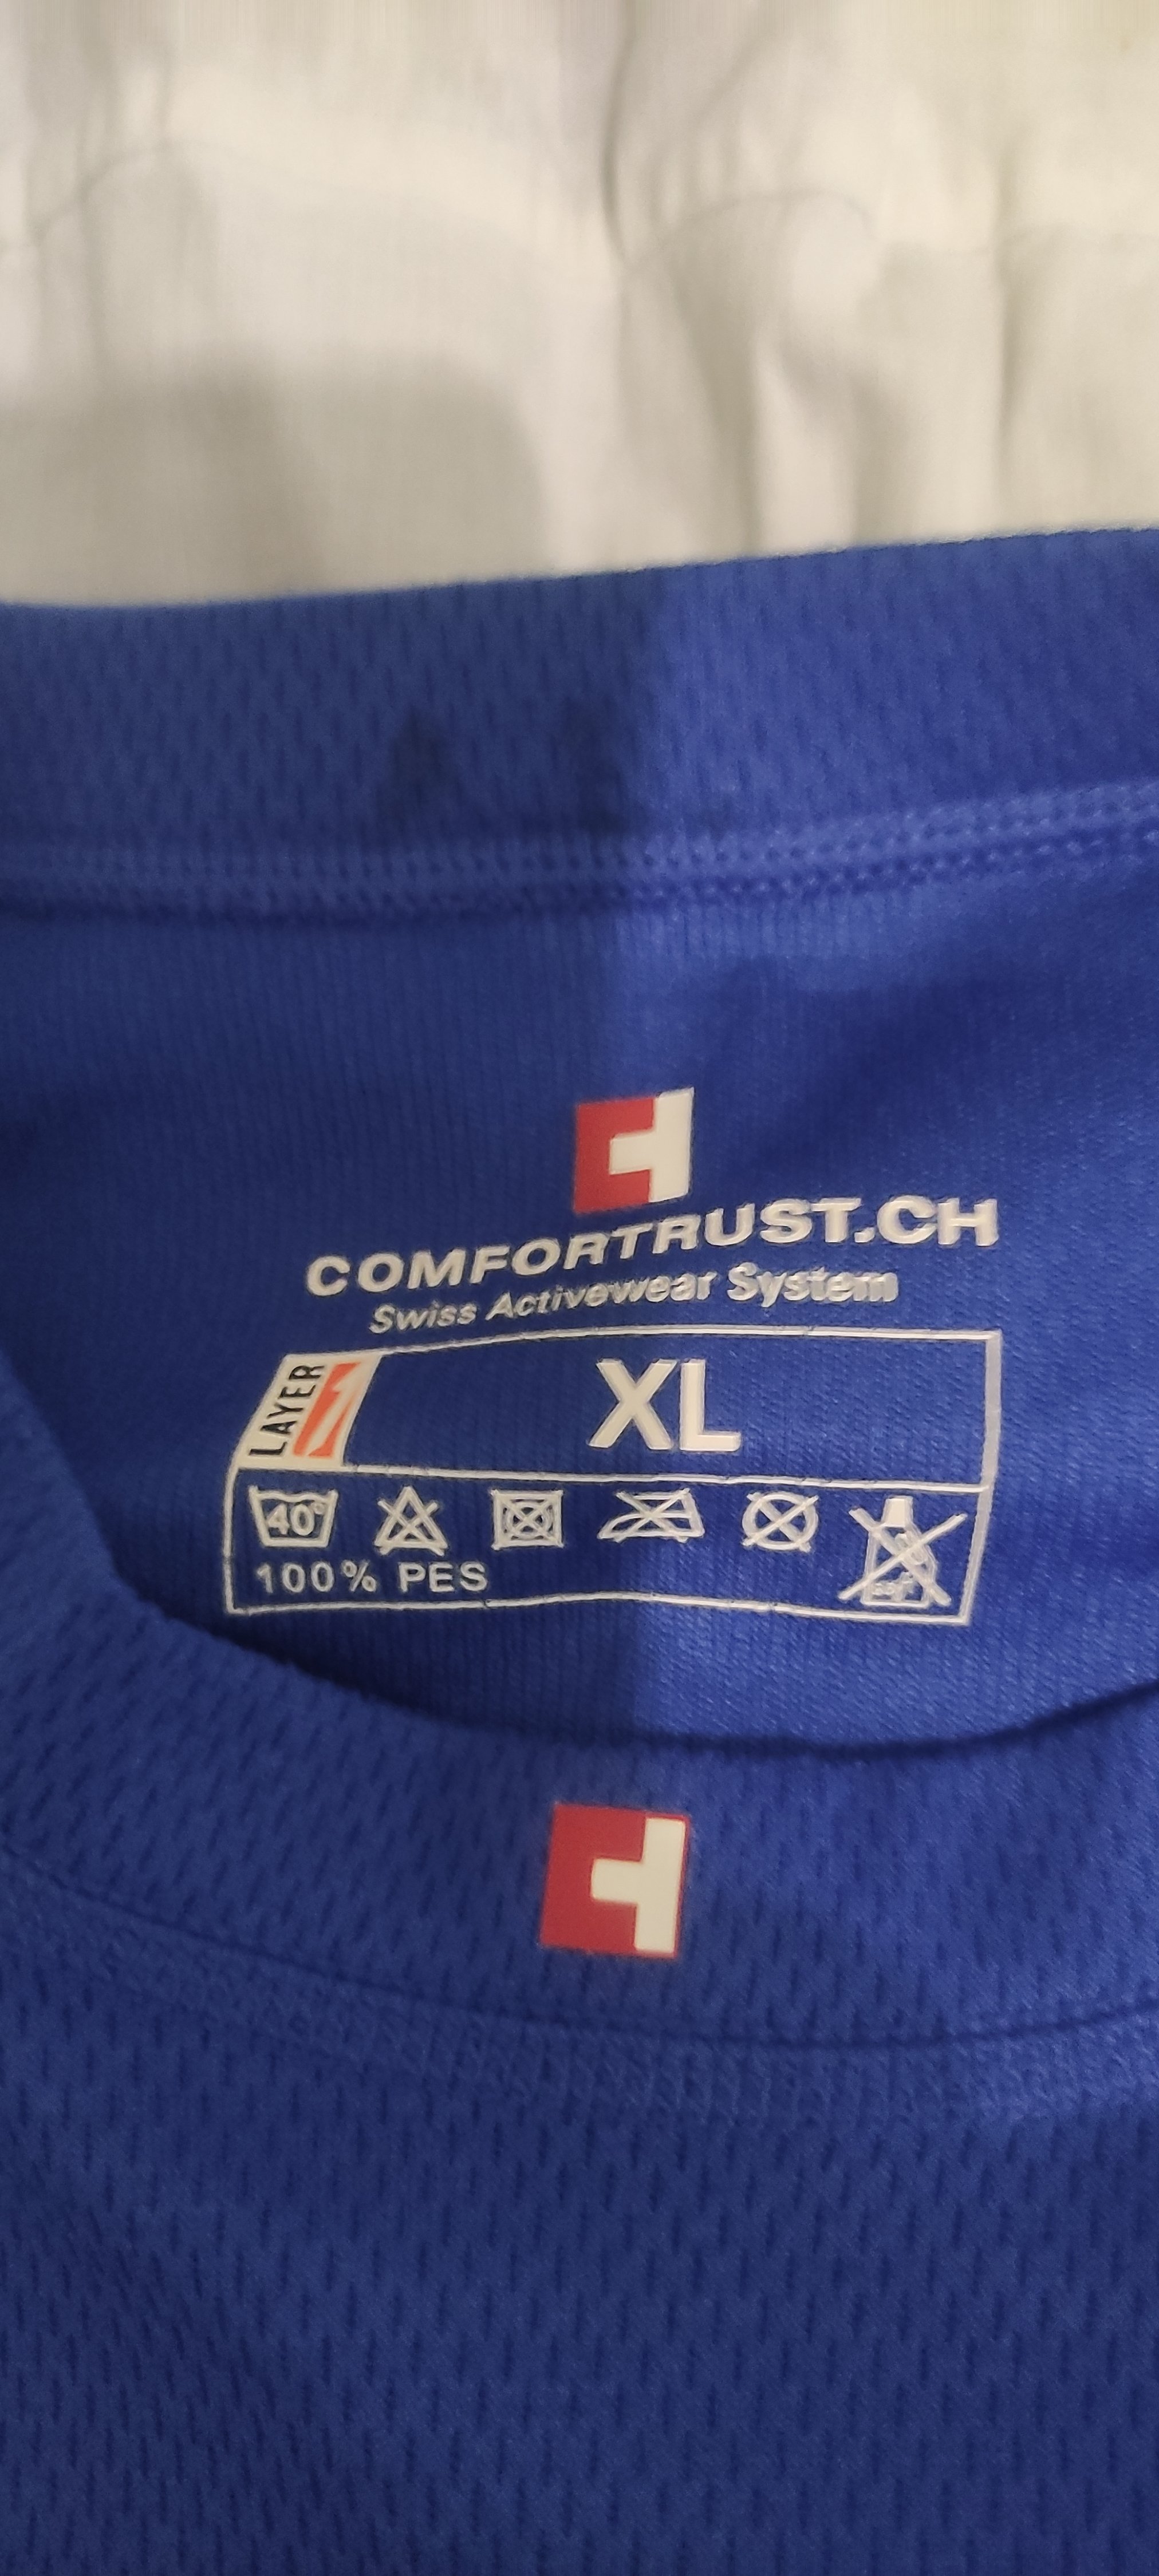 COMFORTRUST.CH
Swiss Activewear System
LAYER 1
XL
40°
100% PES